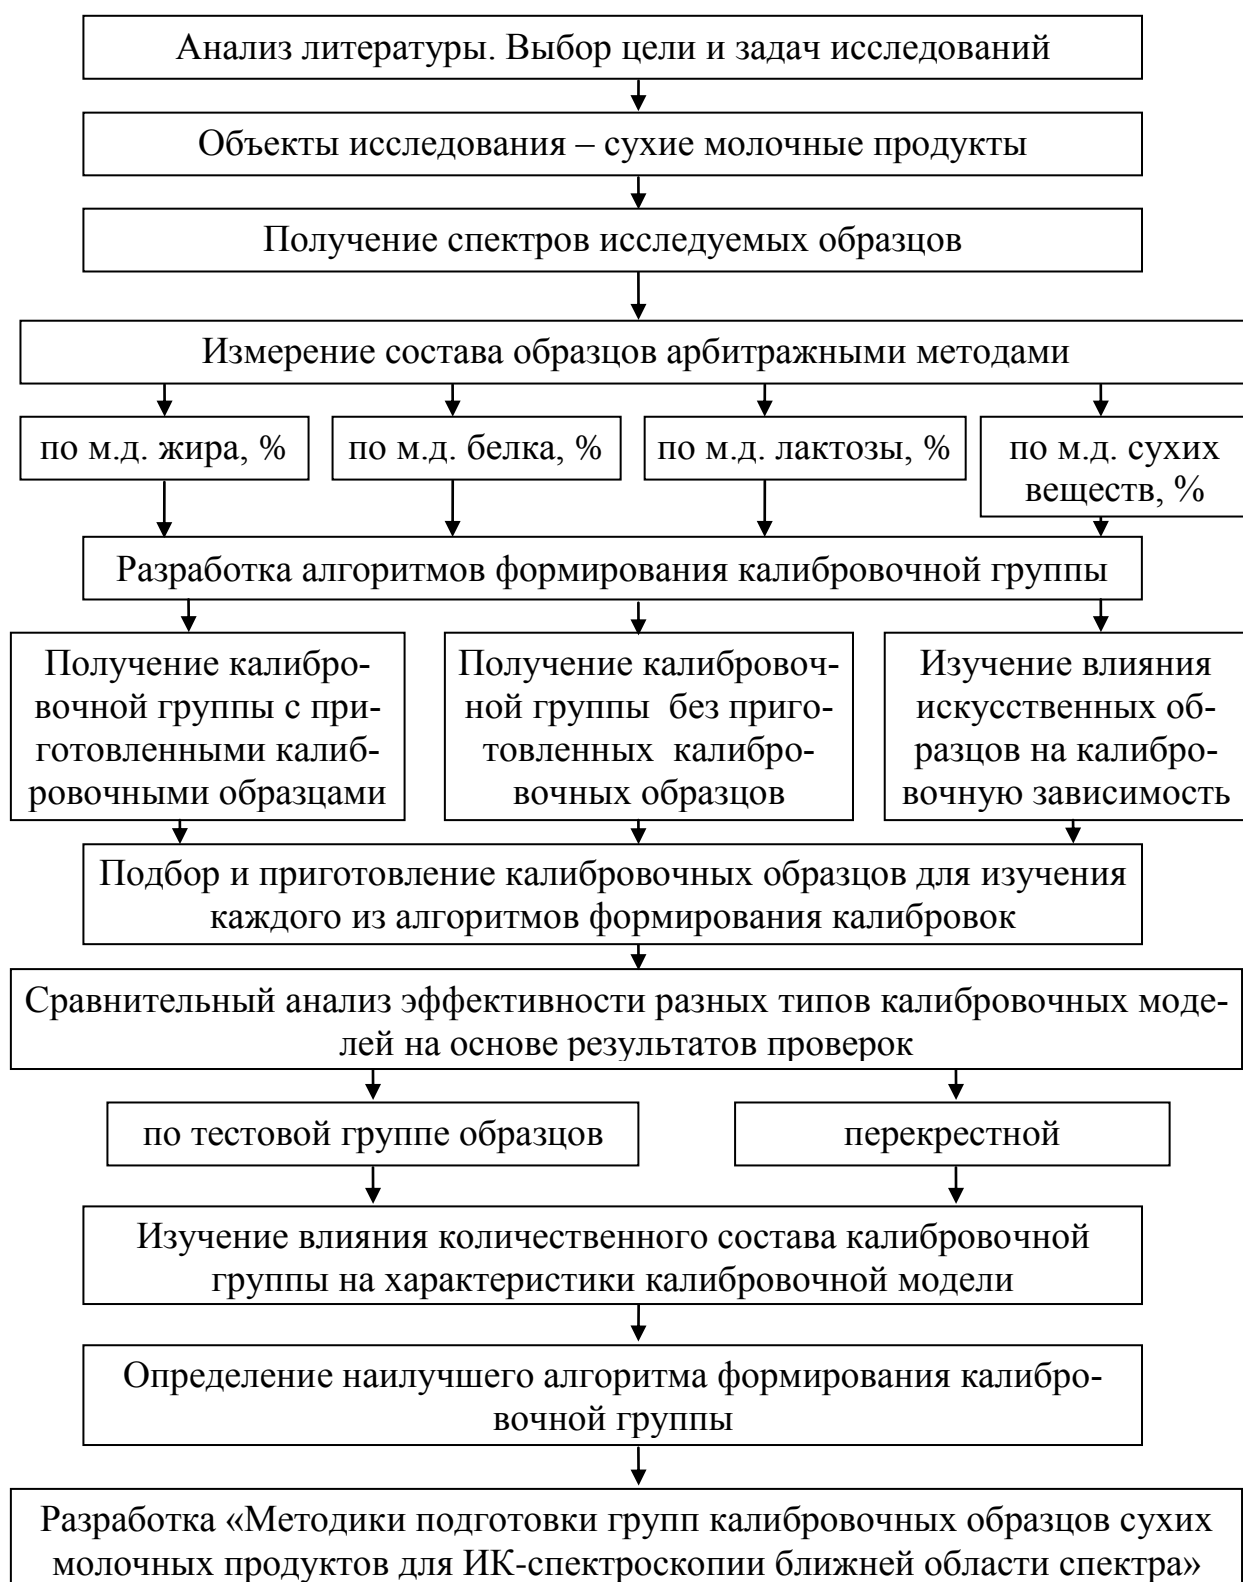 Анализ литературы. Выбор цели и задач исследований
Объекты исследования – сухие молочные продукты
Получение спектров исследуемых образцов
Измерение состава образцов арбитражными методами
по м.д. жира, %
по м.д. белка, %
по м.д. лактозы, %
по м.д. сухих
веществ, %
Разработка алгоритмов формирования калибровочной группы
Получение калибро-
вочной группы с при-
готовленными калиб-
ровочными образцами
Получение калибровоч-
ной группы без приго-
товленных калибро-
вочных образцов
Изучение влияния
искусственных об-
разцов на калибро-
вочную зависимость
Подбор и приготовление калибровочных образцов для изучения
каждого из алгоритмов формирования калибровок
Сравнительный анализ эффективности разных типов калибровочных моде-
лей на основе результатов проверок
по тестовой группе образцов
перекрестной
Изучение влияния количественного состава калибровочной
группы на характеристики калибровочной модели
Определение наилучшего алгоритма формирования калибро-
вочной группы
Разработка «Методики подготовки групп калибровочных образцов сухих
молочных продуктов для ИК-спектроскопии ближней области спектра»